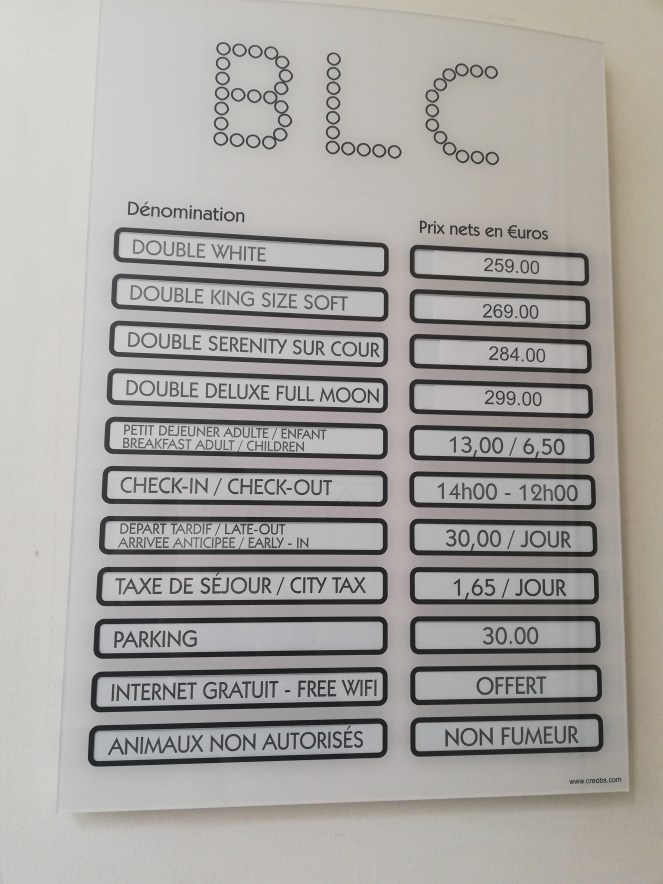 BLC
Dénomination
Prix nets en €uros
DOUBLE WHITE
259.00
DOUBLE KING SIZE SOFT
269.00
DOUBLE SERENITY SUR COUR
284.00
DOUBLE DELUXE FULL MOON
299.00
PETIT DEJEUNER ADULTE / ENFANT
BREAKFAST ADULT / CHILDREN
13,00 / 6,50
CHECK-IN / CHECK-OUT
14h00 - 12h00
DEPART TARDIF / LATE-OUT
ARRIVEE ANTICIPEE / EARLY - IN
30,00 / JOUR
TAXE DE SÉJOUR / CITY TAX
1,65 / JOUR
PARKING
30.00
INTERNET GRATUIT - FREE WIFI
OFFERT
ANIMAUX NON AUTORISÉS
NON FUMEUR
www.creobs.com